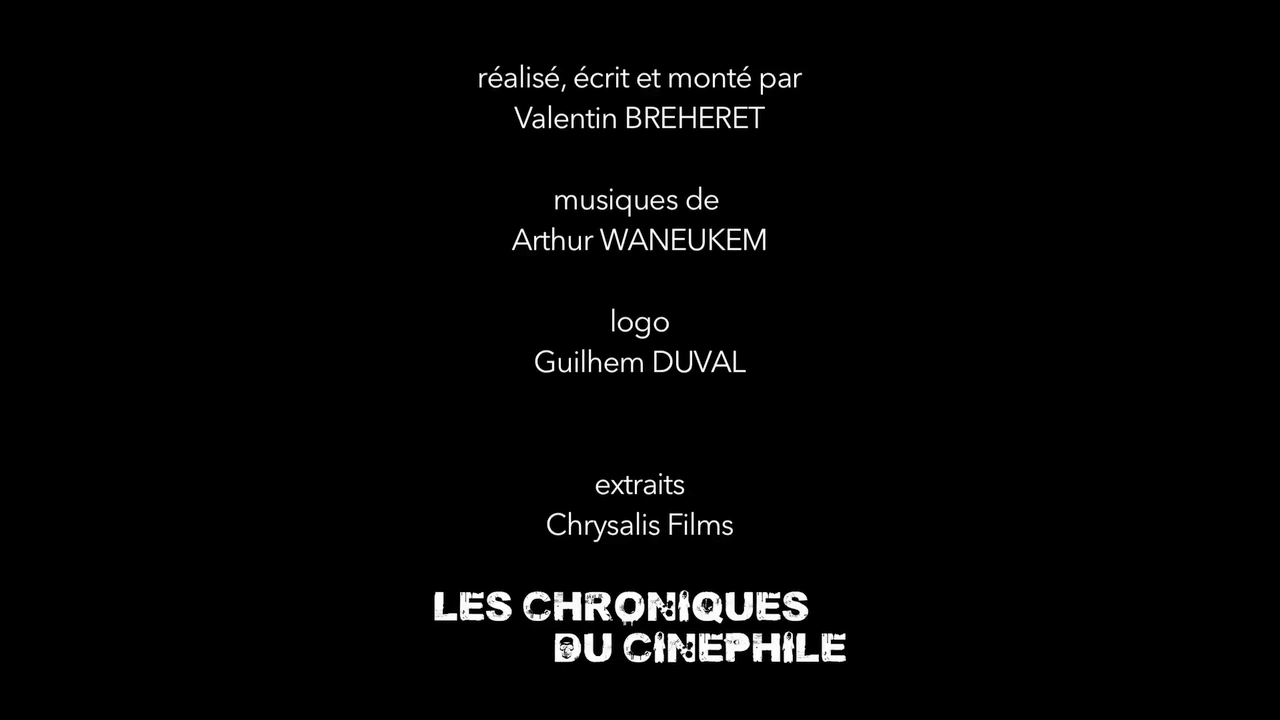 réalisé, écrit et monté par
Valentin BREHERET
musiques de
Arthur WANEUKEM
logo
Guilhem DUVAL
extraits
Chrysalis Films
LES CHRONIQUES
DU CINEPHILE